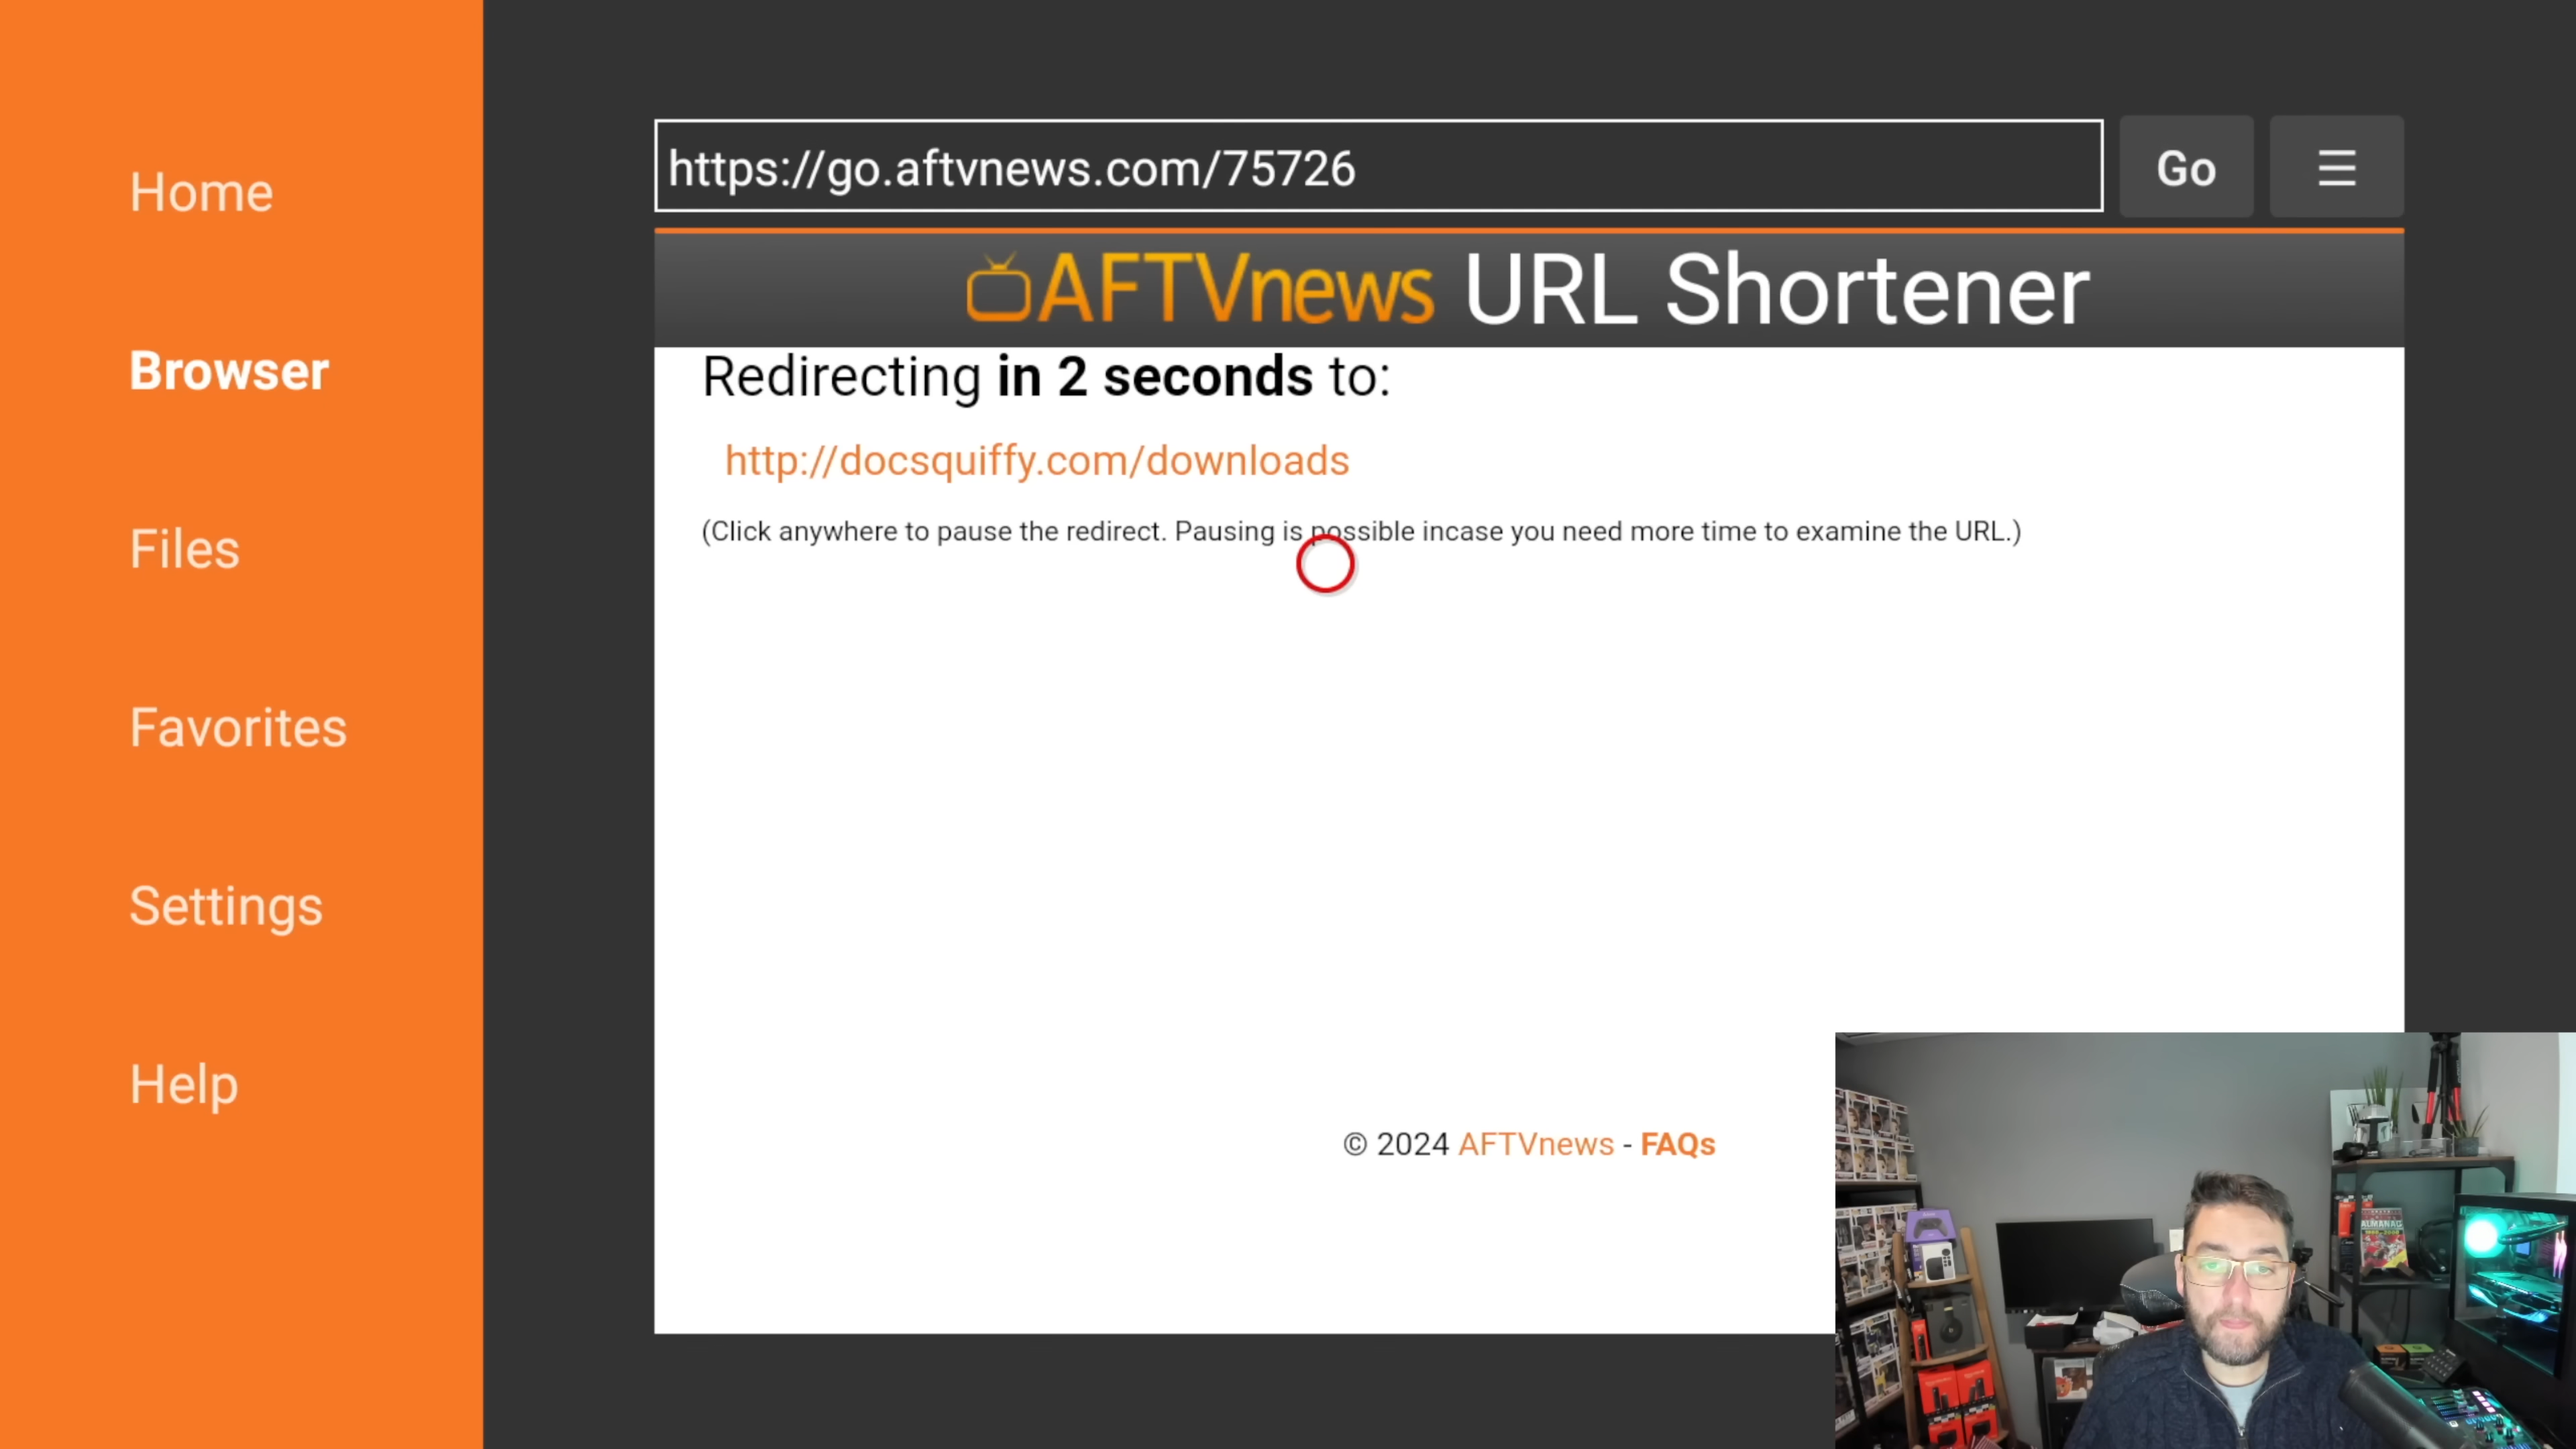 Home
Browser
Files
Favorites
Settings
Help
https://go.aftvnews.com/75726
Go
AFTVnews URL Shortener
Redirecting in 2 seconds to:
http://docsquiffy.com/downloads
(Click anywhere to pause the redirect. Pausing is possible incase you need more time to examine the URL.)
© 2024 AFTVnews - FAQs
ALMANAC